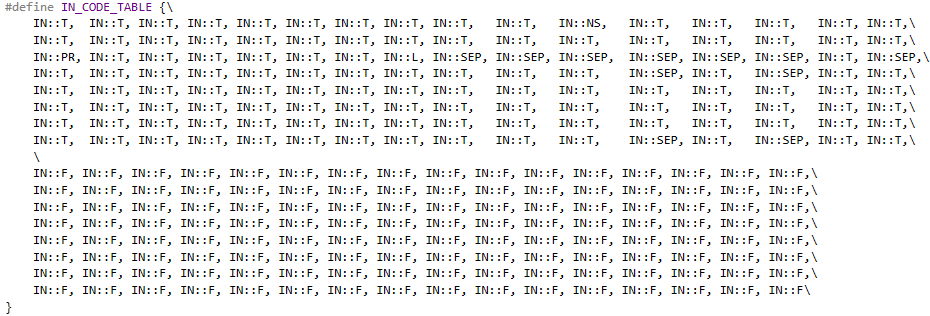 #define IN_CODE_TABLE {\
IN::T, IN::T, IN::T, IN::T, IN::T, IN::T, IN::T, IN::T, IN::T, IN::T, IN::NS, IN::T, IN::T, IN::T, IN::T, IN::T,\
IN::T, IN::T, IN::T, IN::T, IN::T, IN::T, IN::T, IN::T, IN::T, IN::T, IN::T, IN::T, IN::T, IN::T, IN::T, IN::T,\
IN::PR, IN::T, IN::T, IN::T, IN::T, IN::T, IN::T, IN::L, IN::SEP, IN::SEP, IN::SEP, IN::SEP, IN::SEP, IN::SEP, IN::T, IN::SEP,\
IN::T, IN::T, IN::T, IN::T, IN::T, IN::T, IN::T, IN::T, IN::T, IN::T, IN::T, IN::SEP, IN::T, IN::SEP, IN::T, IN::T,\
IN::T, IN::T, IN::T, IN::T, IN::T, IN::T, IN::T, IN::T, IN::T, IN::T, IN::T, IN::T, IN::T, IN::T, IN::T, IN::T,\
IN::T, IN::T, IN::T, IN::T, IN::T, IN::T, IN::T, IN::T, IN::T, IN::T, IN::T, IN::T, IN::T, IN::T, IN::T, IN::T,\
IN::T, IN::T, IN::T, IN::T, IN::T, IN::T, IN::T, IN::T, IN::T, IN::T, IN::T, IN::T, IN::T, IN::T, IN::T, IN::T,\
IN::T, IN::T, IN::T, IN::T, IN::T, IN::T, IN::T, IN::T, IN::T, IN::T, IN::T, IN::SEP, IN::T, IN::SEP, IN::T, IN::T,\
\
IN::F, IN::F, IN::F, IN::F, IN::F, IN::F, IN::F, IN::F, IN::F, IN::F, IN::F, IN::F, IN::F, IN::F, IN::F, IN::F,\
IN::F, IN::F, IN::F, IN::F, IN::F, IN::F, IN::F, IN::F, IN::F, IN::F, IN::F, IN::F, IN::F, IN::F, IN::F, IN::F,\
IN::F, IN::F, IN::F, IN::F, IN::F, IN::F, IN::F, IN::F, IN::F, IN::F, IN::F, IN::F, IN::F, IN::F, IN::F, IN::F,\
IN::F, IN::F, IN::F, IN::F, IN::F, IN::F, IN::F, IN::F, IN::F, IN::F, IN::F, IN::F, IN::F, IN::F, IN::F, IN::F,\
IN::F, IN::F, IN::F, IN::F, IN::F, IN::F, IN::F, IN::F, IN::F, IN::F, IN::F, IN::F, IN::F, IN::F, IN::F, IN::F,\
IN::F, IN::F, IN::F, IN::F, IN::F, IN::F, IN::F, IN::F, IN::F, IN::F, IN::F, IN::F, IN::F, IN::F, IN::F, IN::F,\
IN::F, IN::F, IN::F, IN::F, IN::F, IN::F, IN::F, IN::F, IN::F, IN::F, IN::F, IN::F, IN::F, IN::F, IN::F, IN::F,\
IN::F, IN::F, IN::F, IN::F, IN::F, IN::F, IN::F, IN::F, IN::F, IN::F, IN::F, IN::F, IN::F, IN::F, IN::F, IN::F\
}